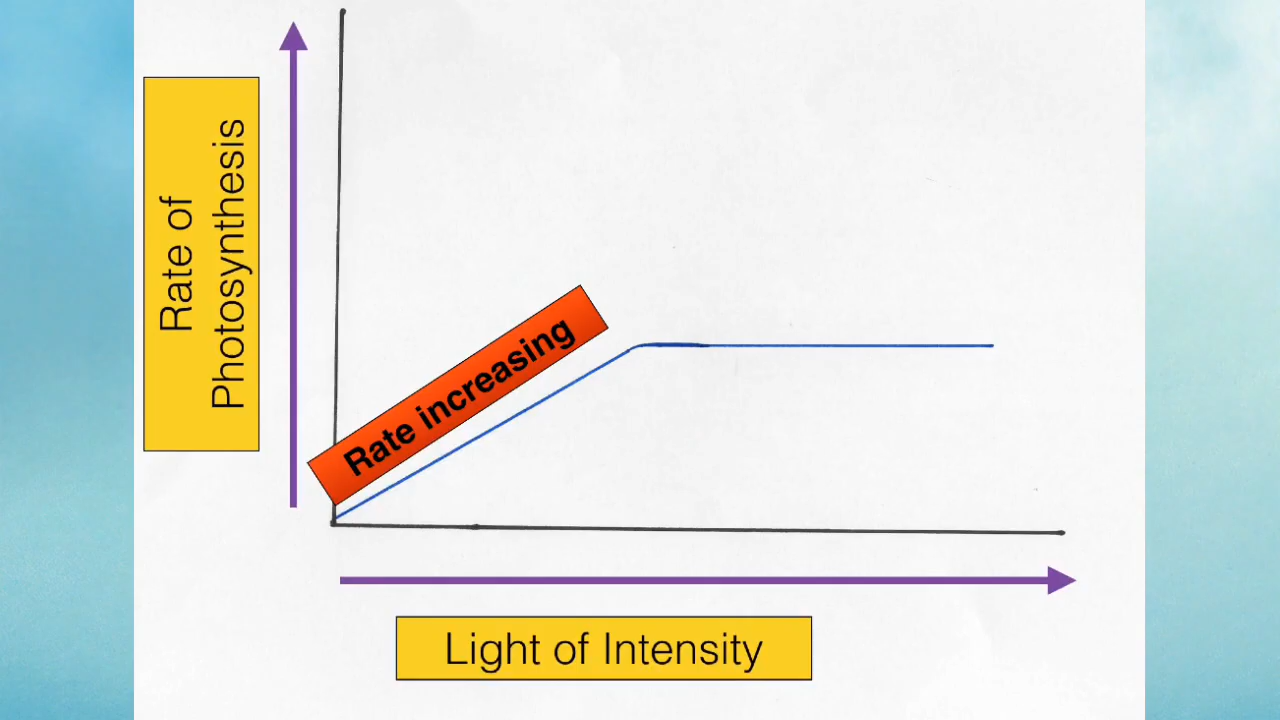 Rate of
Photosynthesis
Rate increasing
Light of Intensity